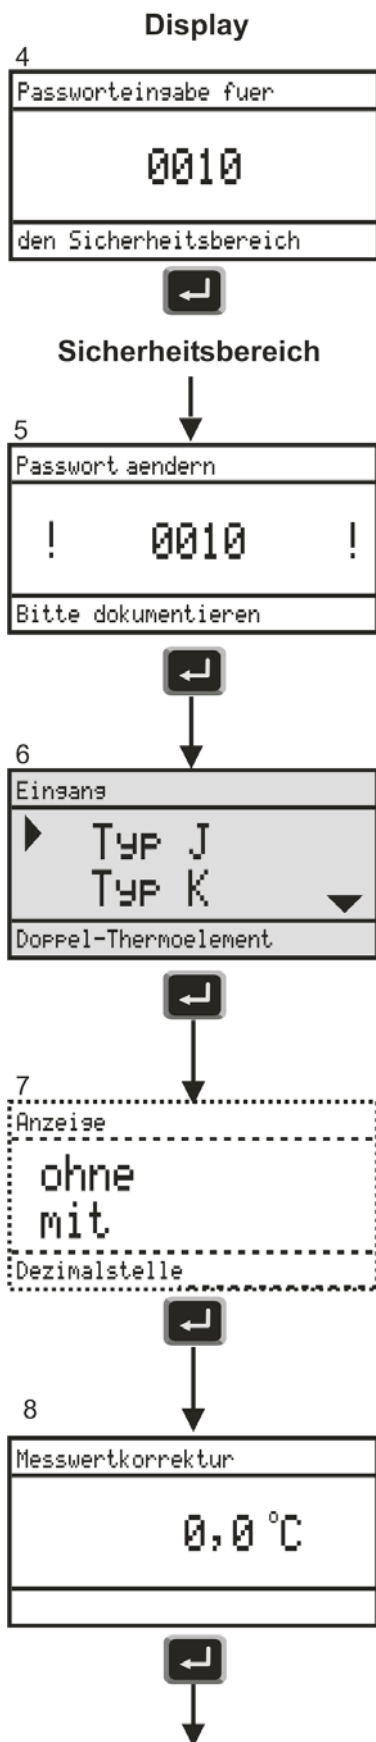 Display
4
Passworteingabe fuer
0010
den Sicherheitsbereich
Sicherheitsbereich
5
Passwort aendern
! 0010 !
Bitte dokumentieren
6
Eingang
Typ J
Typ K
Doppel-Thermoelement
7
Anzeige
ohne
mit
Dezimalstelle
8
Messwertkorrektur
0,0 °C